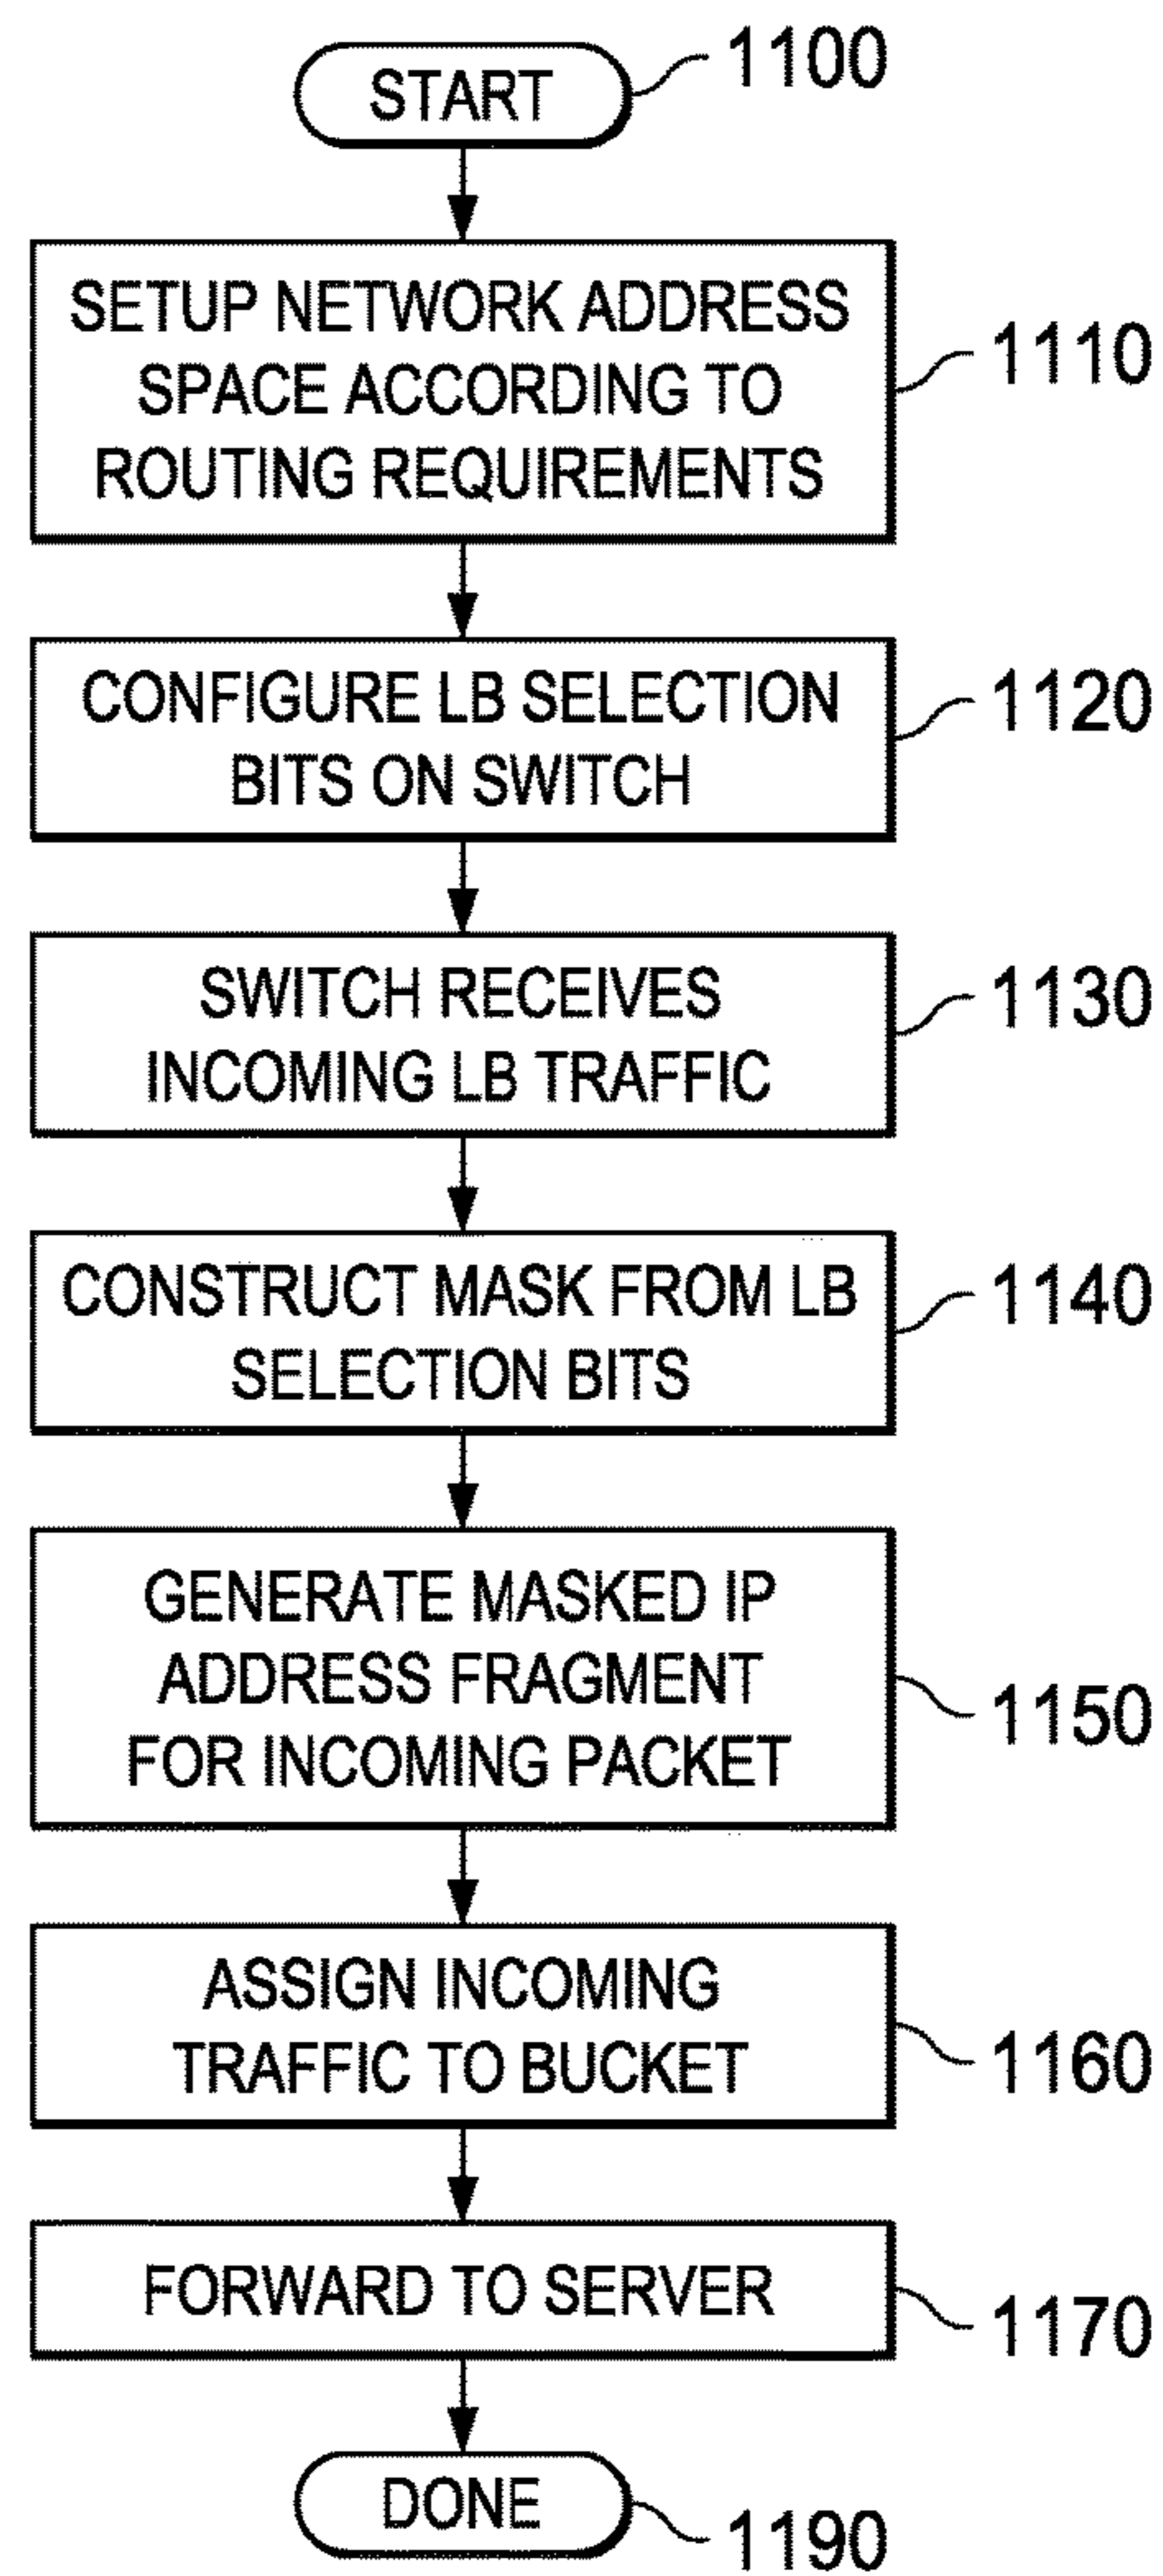 START
1100
SETUP NETWORK ADDRESS
SPACE ACCORDING TO
ROUTING REQUIREMENTS
1110
CONFIGURE LB SELECTION
BITS ON SWITCH
1120
SWITCH RECEIVES
INCOMING LB TRAFFIC
1130
CONSTRUCT MASK FROM LB
SELECTION BITS
1140
GENERATE MASKED IP
ADDRESS FRAGMENT
FOR INCOMING PACKET
1150
ASSIGN INCOMING
TRAFFIC TO BUCKET
1160
FORWARD TO SERVER
1170
DONE
1190